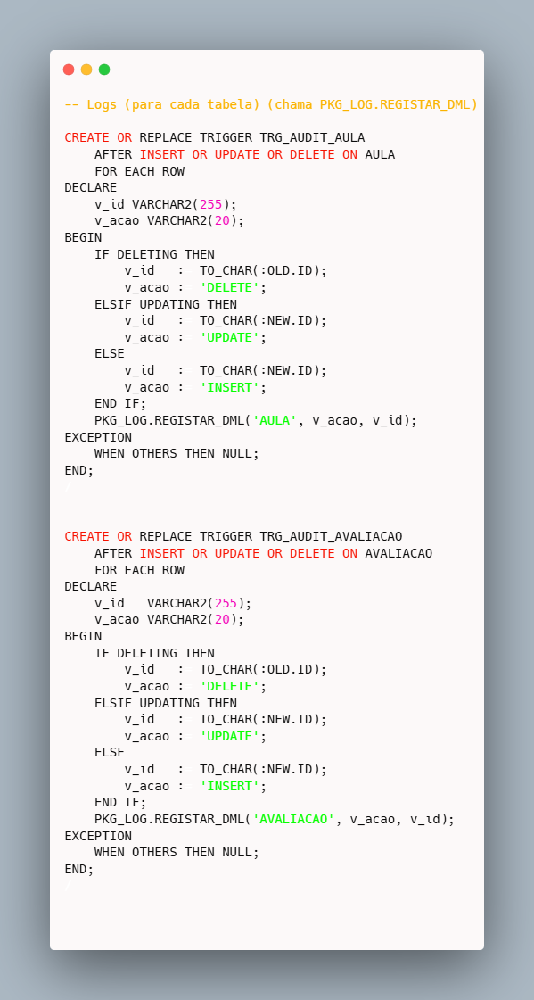 -- Logs (para cada tabela) (chama PKG_LOG.REGISTAR_DML)
CREATE OR REPLACE TRIGGER TRG_AUDIT_AULA
    AFTER INSERT OR UPDATE OR DELETE ON AULA
    FOR EACH ROW
DECLARE
    v_id VARCHAR2(255);
    v_acao VARCHAR2(20);
BEGIN
    IF DELETING THEN
        v_id   := TO_CHAR(:OLD.ID);
        v_acao := 'DELETE';
    ELSIF UPDATING THEN
        v_id   := TO_CHAR(:NEW.ID);
        v_acao := 'UPDATE';
    ELSE
        v_id   := TO_CHAR(:NEW.ID);
        v_acao := 'INSERT';
    END IF;
    PKG_LOG.REGISTAR_DML('AULA', v_acao, v_id);
EXCEPTION
    WHEN OTHERS THEN NULL;
END;
/
CREATE OR REPLACE TRIGGER TRG_AUDIT_AVALIACAO
    AFTER INSERT OR UPDATE OR DELETE ON AVALIACAO
    FOR EACH ROW
DECLARE
    v_id   VARCHAR2(255);
    v_acao VARCHAR2(20);
BEGIN
    IF DELETING THEN
        v_id   := TO_CHAR(:OLD.ID);
        v_acao := 'DELETE';
    ELSIF UPDATING THEN
        v_id   := TO_CHAR(:NEW.ID);
        v_acao := 'UPDATE';
    ELSE
        v_id   := TO_CHAR(:NEW.ID);
        v_acao := 'INSERT';
    END IF;
    PKG_LOG.REGISTAR_DML('AVALIACAO', v_acao, v_id);
EXCEPTION
    WHEN OTHERS THEN NULL;
END;
/